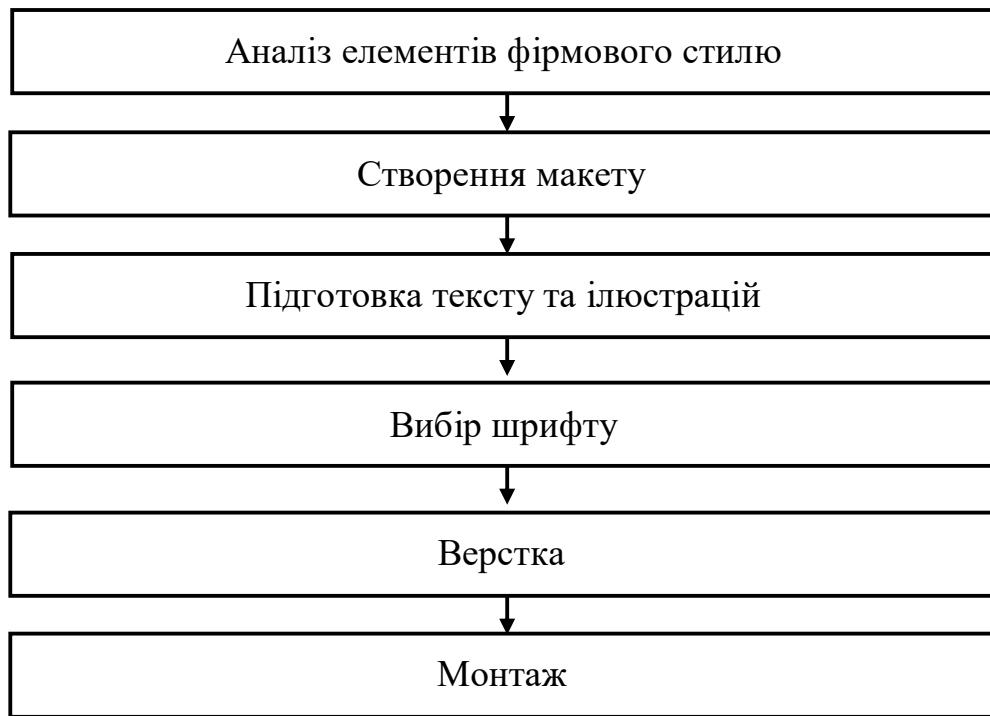 Аналіз елементів фірмового стилю
Створення макету
Підготовка тексту та ілюстрацій
Вибір шрифту
Верстка
Монтаж